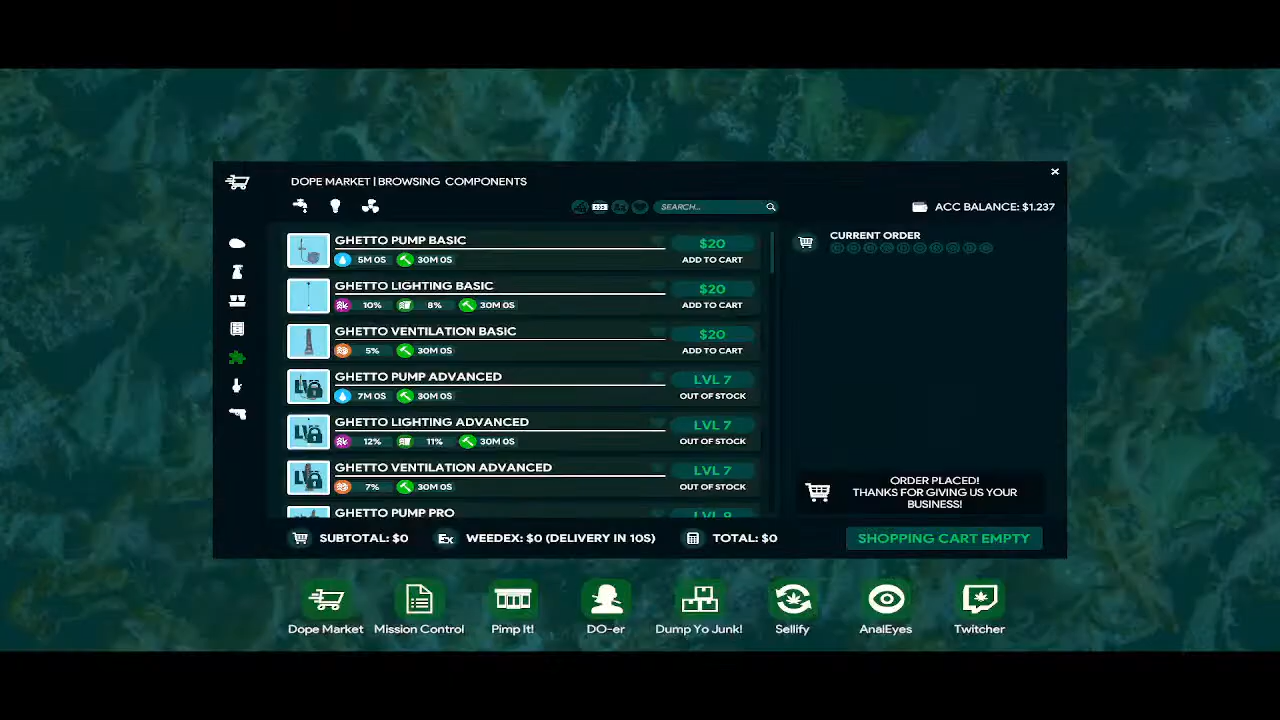 DOPE MARKET | BROWSING COMPONENTS
SEARCH...
ACC BALANCE: $1.237
GHETTO PUMP BASIC
5M 0S 30M 0S
$20
ADD TO CART
GHETTO LIGHTING BASIC
10% 8% 30M 0S
$20
ADD TO CART
GHETTO VENTILATION BASIC
5% 30M 0S
$20
ADD TO CART
GHETTO PUMP ADVANCED
7M 0S 30M 0S
LVL 7
OUT OF STOCK
GHETTO LIGHTING ADVANCED
12% 11% 30M 0S
LVL 7
OUT OF STOCK
GHETTO VENTILATION ADVANCED
7% 30M 0S
LVL 7
OUT OF STOCK
GHETTO PUMP PRO
CURRENT ORDER
ORDER PLACED!
THANKS FOR GIVING US YOUR
BUSINESS!
SUBTOTAL: $0
Ex WEEDEX: $0 (DELIVERY IN 10S)
TOTAL: $0
SHOPPING CART EMPTY
Dope Market
Mission Control
Pimp It!
DO-er
Dump Yo Junk!
Sellify
AnalEyes
Twitcher